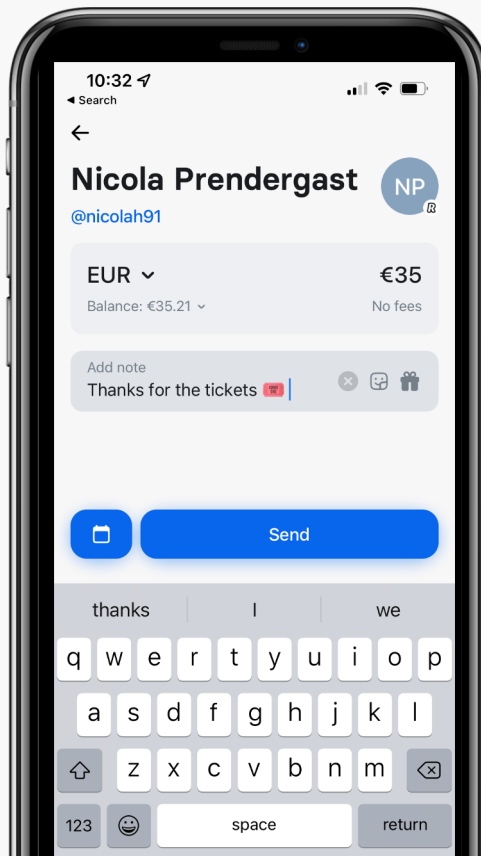 10:32
◀ Search
Nicola Prendergast
NP
R
@nicolah91
EUR
€35
Balance: €35.21
No fees
Add note
Thanks for the tickets 🎟️
Send
thanks
I
we
q w e r t y u i o p
a s d f g h j k l
z x c v b n m
123
space
return